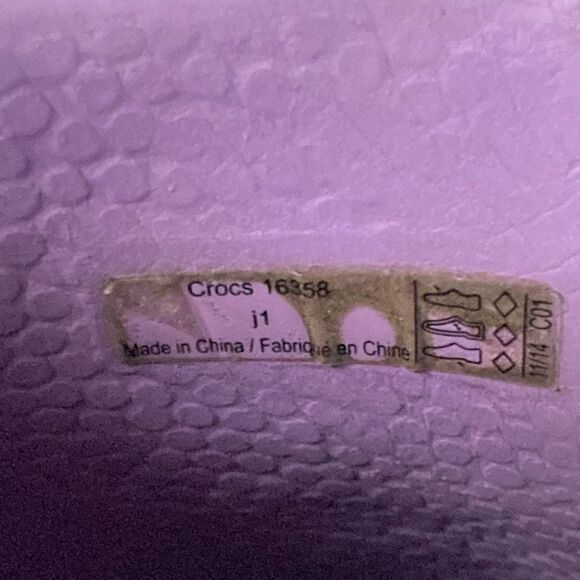 Crocs 16358
j1
Made in China / Fabriqué en Chine
11/14 C01